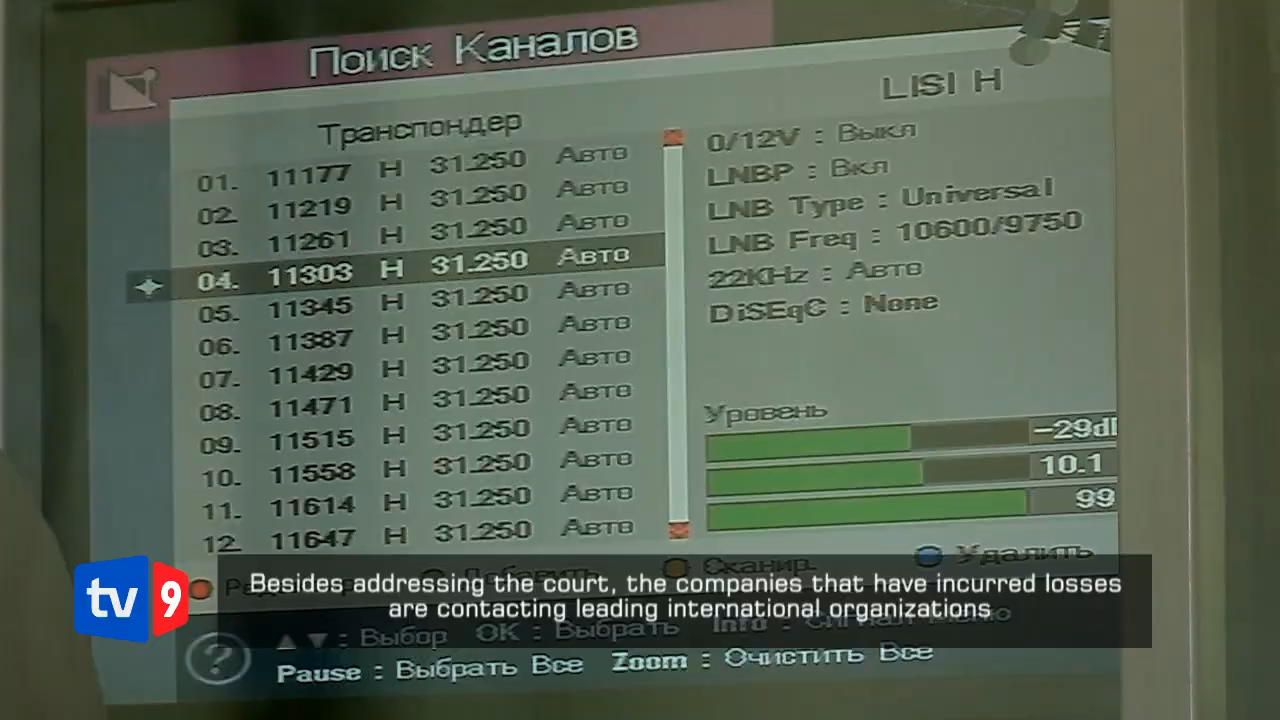 Поиск Каналов
LISI H
Транспондер
01. 11177 H 31.250 Авто
02. 11219 H 31.250 Авто
03. 11261 H 31.250 Авто
04. 11303 H 31.250 Авто
05. 11345 H 31.250 Авто
06. 11387 H 31.250 Авто
07. 11429 H 31.250 Авто
08. 11471 H 31.250 Авто
09. 11515 H 31.250 Авто
10. 11558 H 31.250 Авто
11. 11614 H 31.250 Авто
12. 11647 H 31.250 Авто
0/12V : Выкл
LNBP : Вкл
LNB Type : Universal
LNB Freq : 10600/9750
22KHz : Авто
DiSEqC : None
Уровень
-29dB
10.1
99
Добавить Сканир. Удалить
tv 9
Besides addressing the court, the companies that have incurred losses
are contacting leading international organizations
▲▼: Выбор OK : Выбрать Info : Сигнал Меню
Pause : Выбрать Все Zoom : Очистить Все